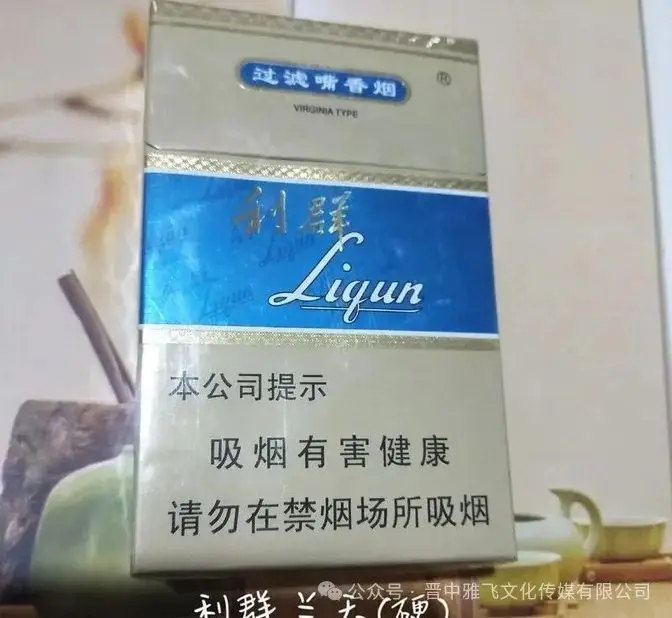 过滤嘴香烟 ®
VIRGINIA TYPE
利群
Liqun
本公司提示
吸烟有害健康
请勿在禁烟场所吸烟
公众号：晋中雅飞文化传媒有限公司
利群兰天(硬)